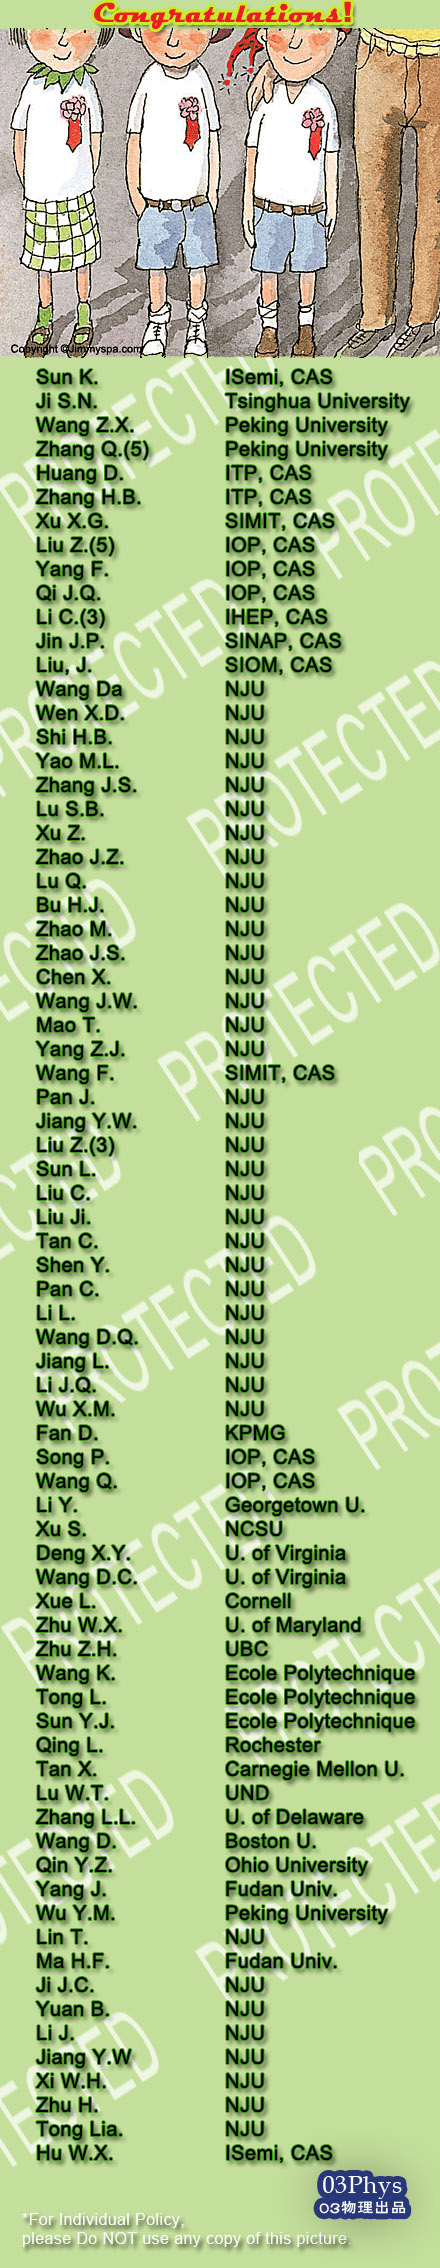 Congratulations!
Copyright ©Jimmyspa.com
Sun K. ISemi, CAS
Ji S.N. Tsinghua University
Wang Z.X. Peking University
Zhang Q.(5) Peking University
Huang D. ITP, CAS
Zhang H.B. ITP, CAS
Xu X.G. SIMIT, CAS
Liu Z.(5) IOP, CAS
Yang F. IOP, CAS
Qi J.Q. IOP, CAS
Li C.(3) IHEP, CAS
Jin J.P. SINAP, CAS
Liu, J. SIOM, CAS
Wang Da NJU
Wen X.D. NJU
Shi H.B. NJU
Yao M.L. NJU
Zhang J.S. NJU
Lu S.B. NJU
Xu Z. NJU
Zhao J.Z. NJU
Lu Q. NJU
Bu H.J. NJU
Zhao M. NJU
Zhao J.S. NJU
Chen X. NJU
Wang J.W. NJU
Mao T. NJU
Yang Z.J. NJU
Wang F. SIMIT, CAS
Pan J. NJU
Jiang Y.W. NJU
Liu Z.(3) NJU
Sun L. NJU
Liu C. NJU
Liu Ji. NJU
Tan C. NJU
Shen Y. NJU
Pan C. NJU
Li L. NJU
Wang D.Q. NJU
Jiang L. NJU
Li J.Q. NJU
Wu X.M. NJU
Fan D. KPMG
Song P. IOP, CAS
Wang Q. IOP, CAS
Li Y. Georgetown U.
Xu S. NCSU
Deng X.Y. U. of Virginia
Wang D.C. U. of Virginia
Xue L. Cornell
Zhu W.X. U. of Maryland
Zhu Z.H. UBC
Wang K. Ecole Polytechnique
Tong L. Ecole Polytechnique
Sun Y.J. Ecole Polytechnique
Qing L. Rochester
Tan X. Carnegie Mellon U.
Lu W.T. UND
Zhang L.L. U. of Delaware
Wang D. Boston U.
Qin Y.Z. Ohio University
Yang J. Fudan Univ.
Wu Y.M. Peking University
Lin T. NJU
Ma H.F. Fudan Univ.
Ji J.C. NJU
Yuan B. NJU
Li J. NJU
Jiang Y.W NJU
Xi W.H. NJU
Zhu H. NJU
Tong Lia. NJU
Hu W.X. ISemi, CAS
PROTECTED
03Phys
03物理出品
*For Individual Policy,
please Do NOT use any copy of this picture.